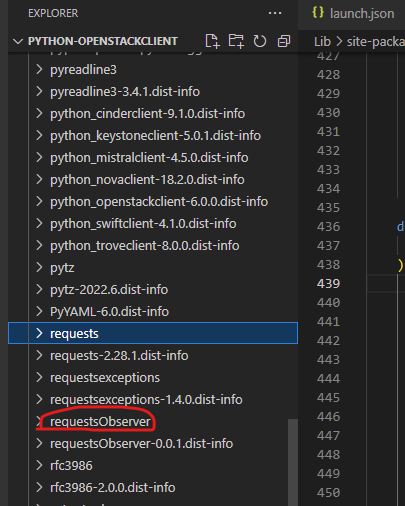 EXPLORER
launch.json
PYTHON-OPENSTACKCLIENT
Lib > site-packa
427
pyreadline3
428
pyreadline3-3.4.1.dist-info
429
python_cinderclient-9.1.0.dist-info
430
python_keystoneclient-5.0.1.dist-info
431
python_mistralclient-4.5.0.dist-info
432
python_novaclient-18.2.0.dist-info
433
python_openstackclient-6.0.0.dist-info
434
python_swiftclient-4.1.0.dist-info
435
python_troveclient-8.0.0.dist-info
436 d
pytz
437
pytz-2022.6.dist-info
438 )
PyYAML-6.0.dist-info
439
requests
440
requests-2.28.1.dist-info
441
requestsexceptions
442
requestsexceptions-1.4.0.dist-info
443
requestsObserver
444
requestsObserver-0.0.1.dist-info
445
rfc3986
446
rfc3986-2.0.0.dist-info
447
448
449
450